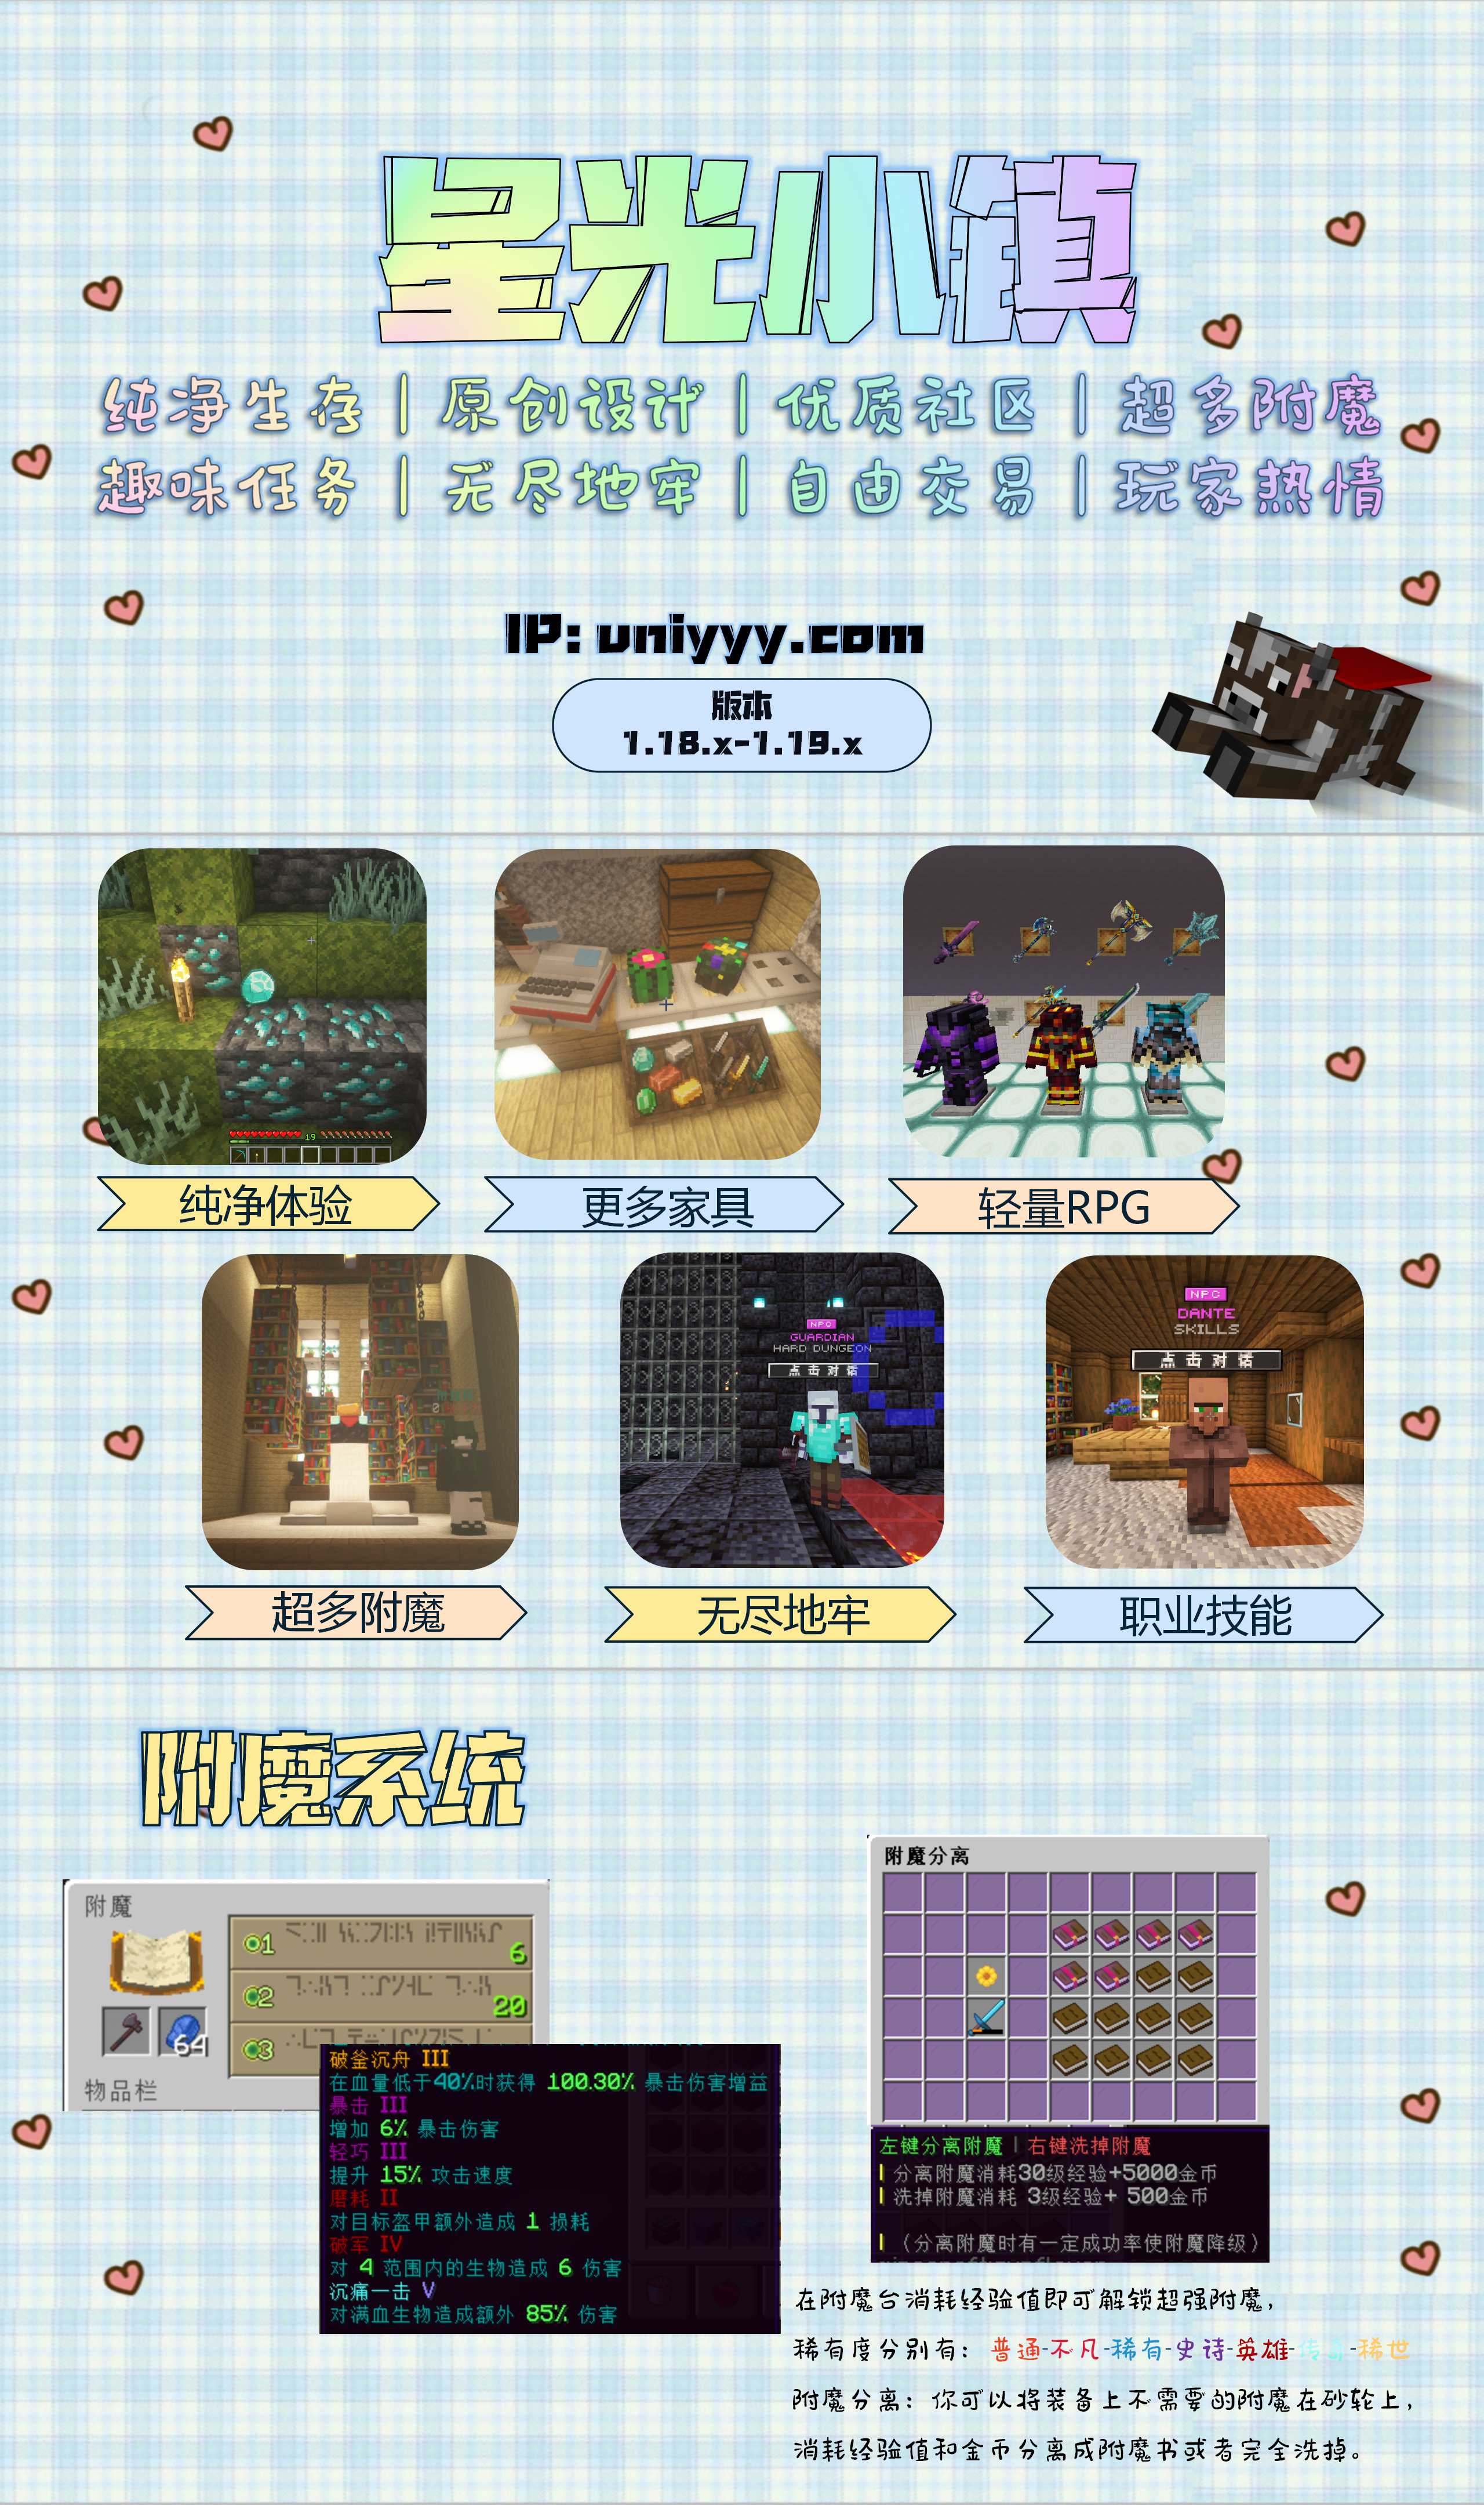 星光小镇
纯净生存 | 原创设计 | 优质社区 | 超多附魔
趣味任务 | 无尽地牢 | 自由交易 | 玩家热情
IP: uniyyy.com
版本
1.18.x-1.19.x
19
纯净体验
更多家具
轻量RPG
NPC
GUARDIAN
HARD DUNGEON
点击对话
NPC
DANTE
SKILLS
点击对话
超多附魔
无尽地牢
职业技能
附魔系统
附魔
1
6
2
20
64
3
物品栏
破釜沉舟 III
在血量低于40%时获得 100.30% 暴击伤害增益
暴击 III
增加 6% 暴击伤害
轻巧 III
提升 15% 攻击速度
磨耗 II
对目标盔甲额外造成 1 损耗
破军 IV
对 4 范围内的生物造成 6 伤害
沉痛一击 V
对满血生物造成额外 85% 伤害
附魔分离
左键分离附魔 | 右键洗掉附魔
| 分离附魔消耗30级经验+5000金币
| 洗掉附魔消耗 3级经验+ 500金币
| （分离附魔时有一定成功率使附魔降级）
在附魔台消耗经验值即可解锁超强附魔，
稀有度分别有：普通-不凡-稀有-史诗-英雄-传奇-稀世
附魔分离：你可以将装备上不需要的附魔在砂轮上，
消耗经验值和金币分离成附魔书或者完全洗掉。